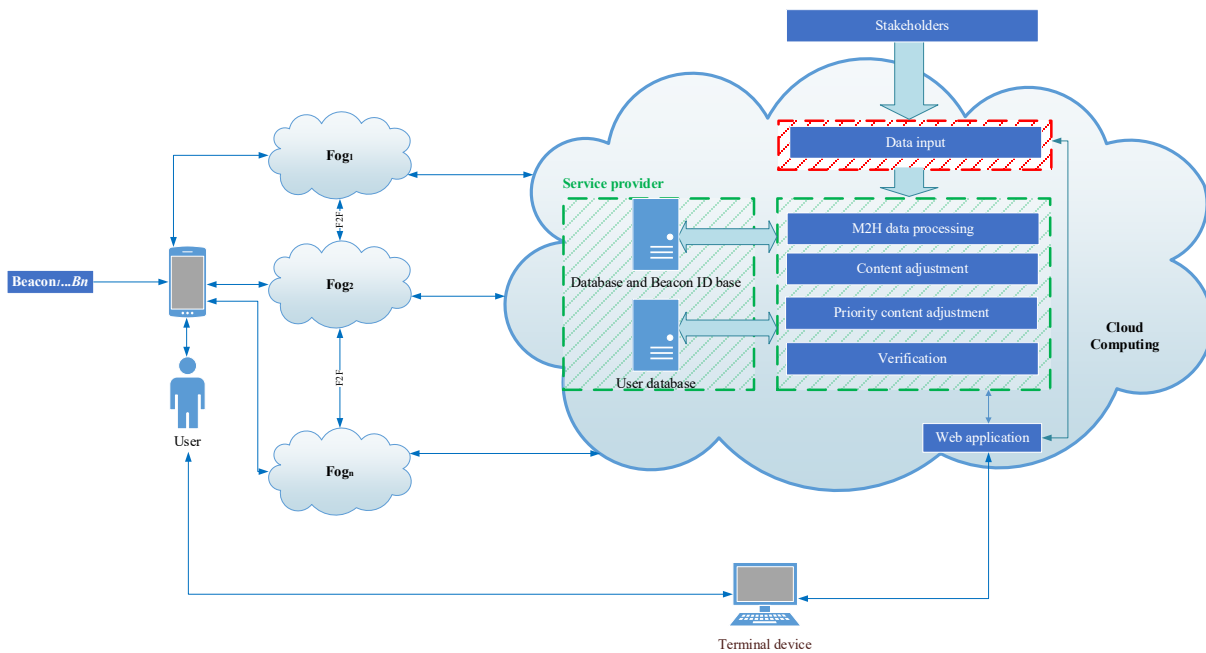 Stakeholders
Data input
Service provider
M2H data processing
Content adjustment
Priority content adjustment
Verification
Database and Beacon ID base
User database
Cloud
Computing
Web application
Fog1
F2F
Fog2
F2F
Fogn
Beacon1...Bn
User
Terminal device